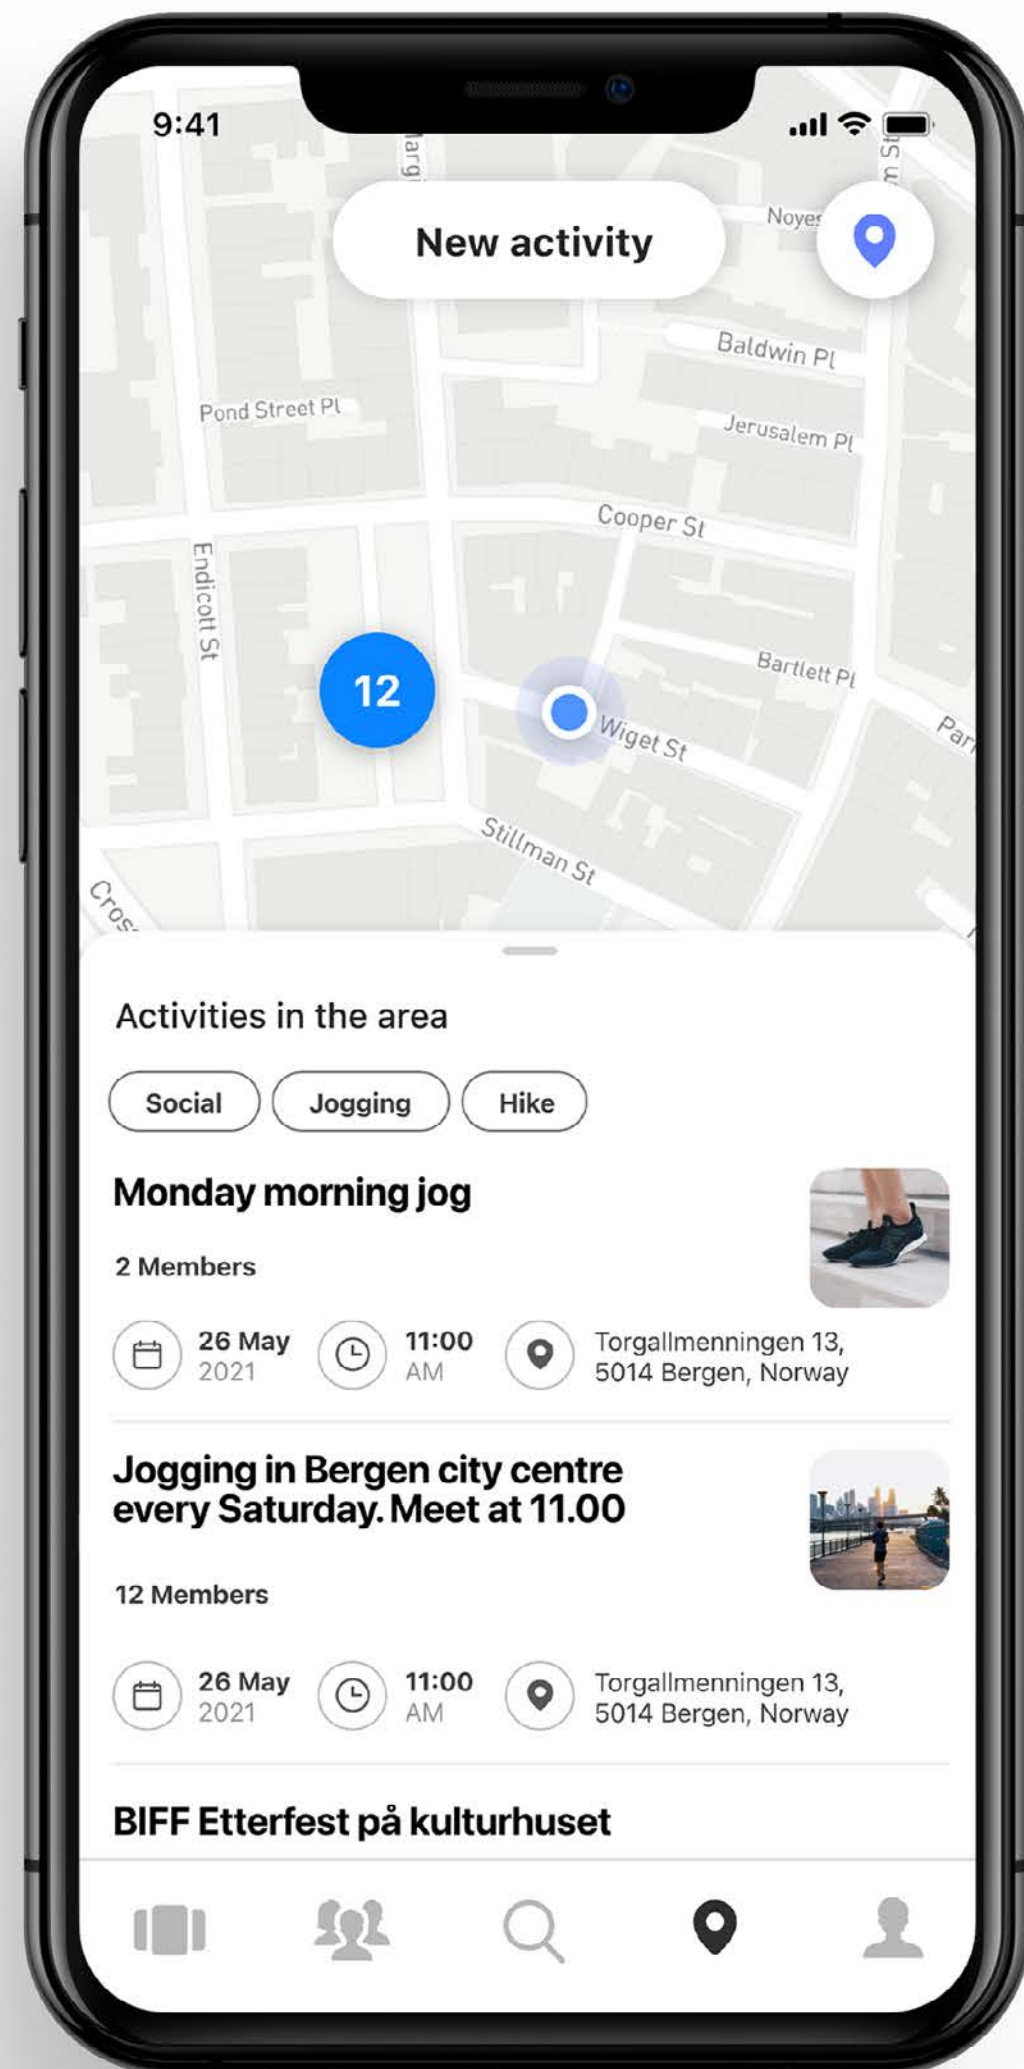 9:41
New activity
Baldwin Pl
Pond Street Pl
Jerusalem Pl
Cooper St
Endicott St
Bartlett Pl
12
Wiget St
Stillman St
Activities in the area
Social
Jogging
Hike
Monday morning jog
2 Members
26 May
2021
11:00
AM
Torgallmenningen 13,
5014 Bergen, Norway
Jogging in Bergen city centre
every Saturday. Meet at 11.00
12 Members
26 May
2021
11:00
AM
Torgallmenningen 13,
5014 Bergen, Norway
BIFF Etterfest på kulturhuset